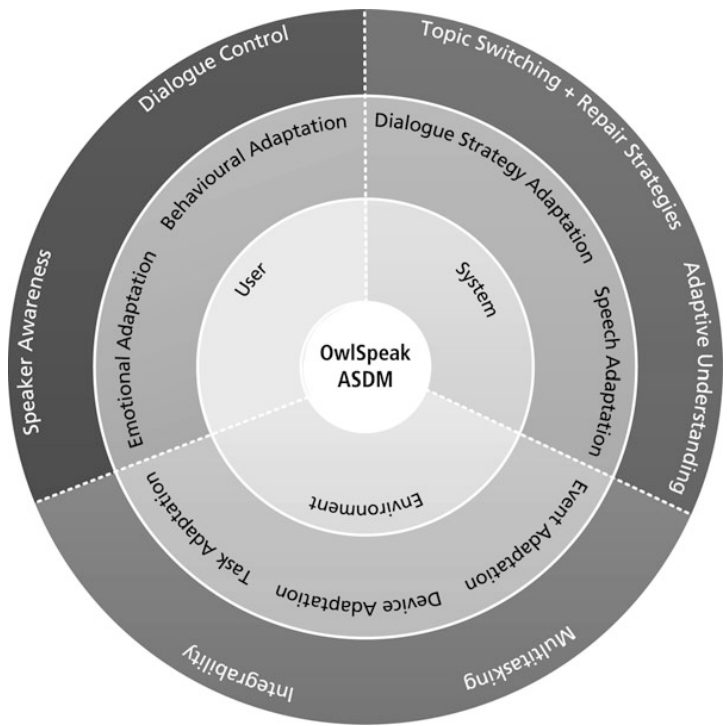 Dialogue Control
Topic Switching + Repair Strategies
Behavioural Adaptation
Dialogue Strategy Adaptation
User
System
Speaker Awareness
Emotional Adaptation
OwlSpeak
ASDM
Speech Adaptation
Adaptive Understanding
Environment
Task Adaptation
Device Adaptation
Event Adaptation
Integrability
Multitasking